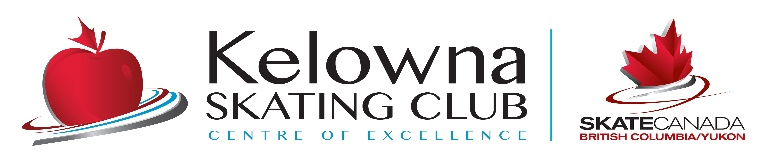 Kelowna
SKATING CLUB
CENTRE OF EXCELLENCE
SKATECANADA
BRITISH COLUMBIA/YUKON